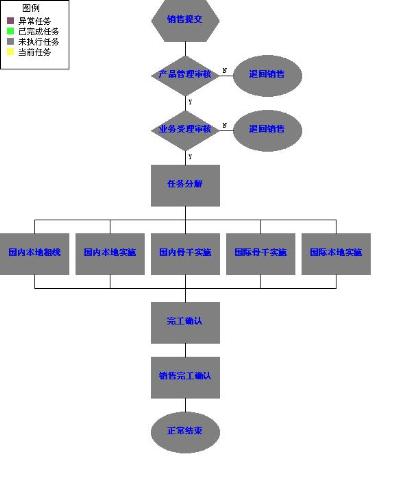 图例
异常任务
已完成任务
未执行任务
当前任务
销售提交
产品管理审核
N
退回销售
Y
业务受理审核
N
退回销售
Y
任务分解
国内本地租线
国内本地实施
国内骨干实施
国际骨干实施
国际本地实施
完工确认
销售完工确认
正常结束